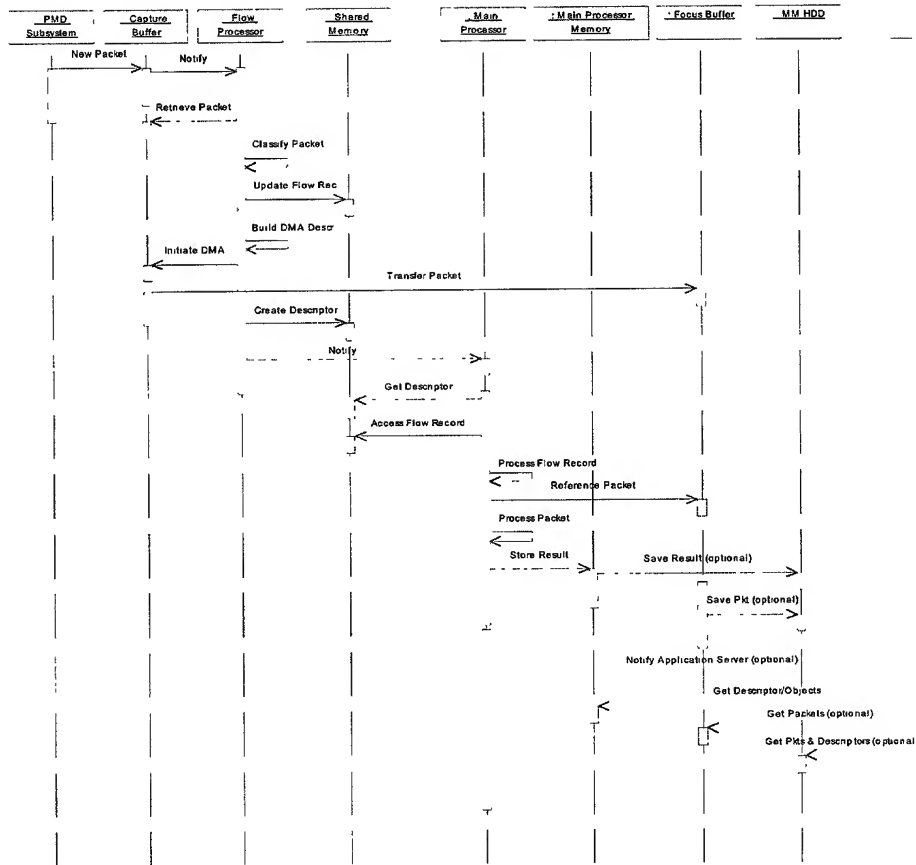 PMD
Subsystem
Capture
Buffer
Flow
Processor
Shared
Memory
: Main
Processor
: Main Processor
Memory
: Focus Buffer
MM HDD
New Packet
Notify
Retrieve Packet
Classify Packet
Update Flow Rec
Build DMA Descr
Initiate DMA
Transfer Packet
Create Descriptor
Notify
Get Descriptor
Access Flow Record
Process Flow Record
Reference Packet
Process Packet
Store Result
Save Result (optional)
Save Pkt (optional)
Notify Application Server (optional)
Get Descriptor/Objects
Get Packets (optional)
Get Pkts & Descriptors (optional